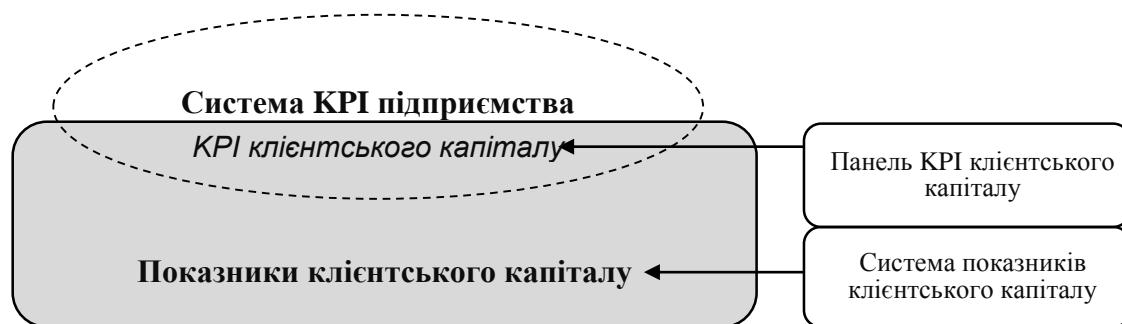 Система KPI підприємства
KPI клієнтського капіталу
Показники клієнтського капіталу
Панель KPI клієнтського
капіталу
Система показників
клієнтського капіталу